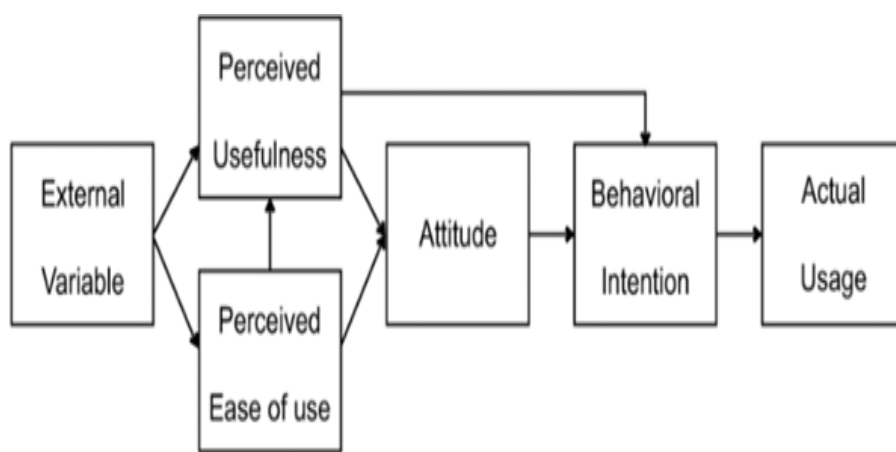 External
Variable
Perceived
Usefulness
Perceived
Ease of use
Attitude
Behavioral
Intention
Actual
Usage